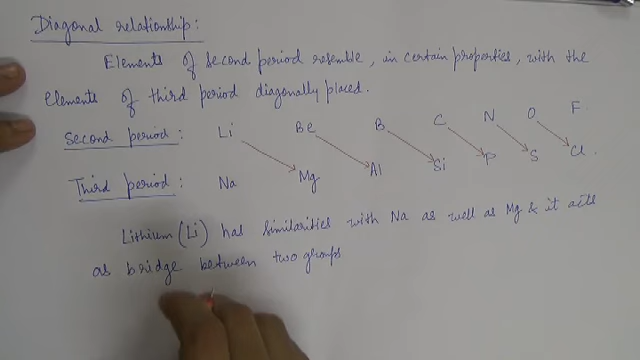 Diagonal relationship:
Elements of second period resemble, in certain properties, with the
elements of third period diagonally placed.
Second period: Li Be B C N O F
Third period: Na Mg Al Si P S Cl.
Lithium (Li) has similarities with Na as well as Mg & it acts
as bridge between two groups